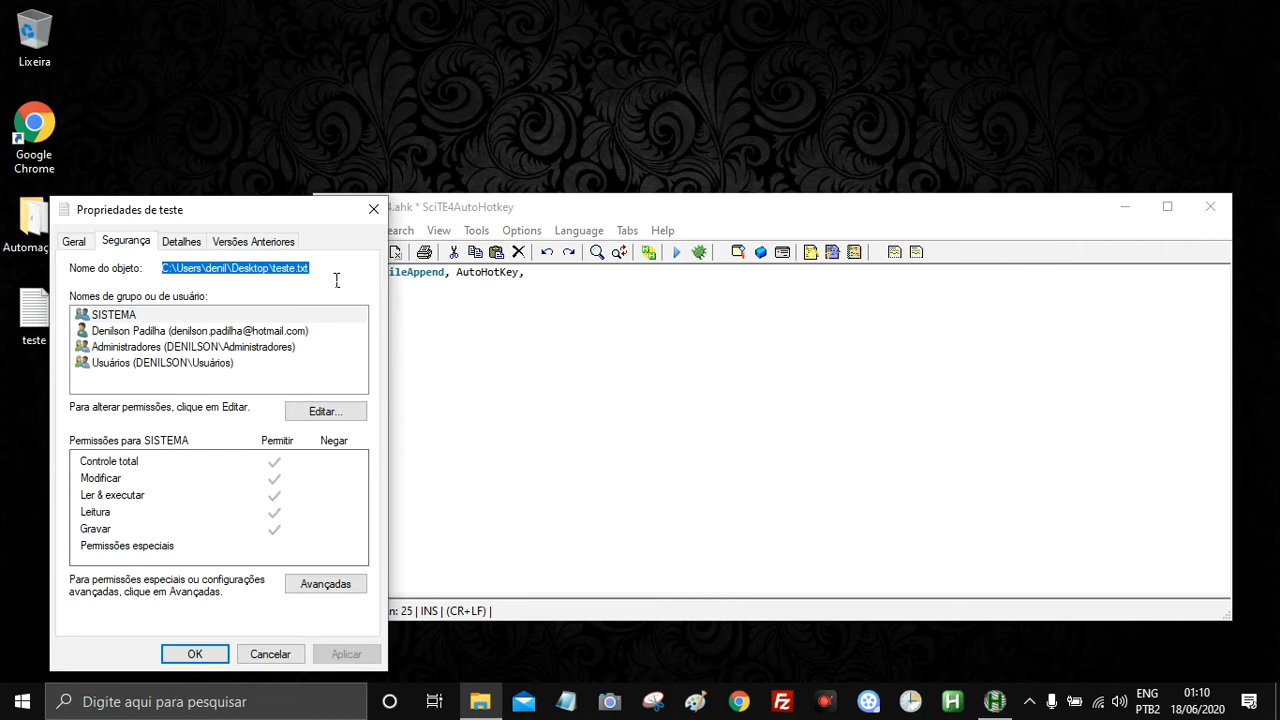 Lixeira
Google
Chrome
Automaç
teste
Propriedades de teste
Geral
Segurança
Detalhes
Versões Anteriores
Nome do objeto:
C:\Users\denil\Desktop\teste.txt
Nomes de grupo ou de usuário:
SISTEMA
Denilson Padilha (denilson.padilha@hotmail.com)
Administradores (DENILSON\Administradores)
Usuários (DENILSON\Usuários)
Para alterar permissões, clique em Editar.
Editar...
Permissões para SISTEMA
Permitir
Negar
Controle total
Modificar
Ler & executar
Leitura
Gravar
Permissões especiais
Para permissões especiais ou configurações
avançadas, clique em Avançadas.
Avançadas
OK
Cancelar
Aplicar
4.ahk * SciTE4AutoHotkey
earch
View
Tools
Options
Language
Tabs
Help
ileAppend, AutoHotKey,
n: 25 | INS | (CR+LF) |
Digite aqui para pesquisar
ENG
PTB2
01:10
18/06/2020